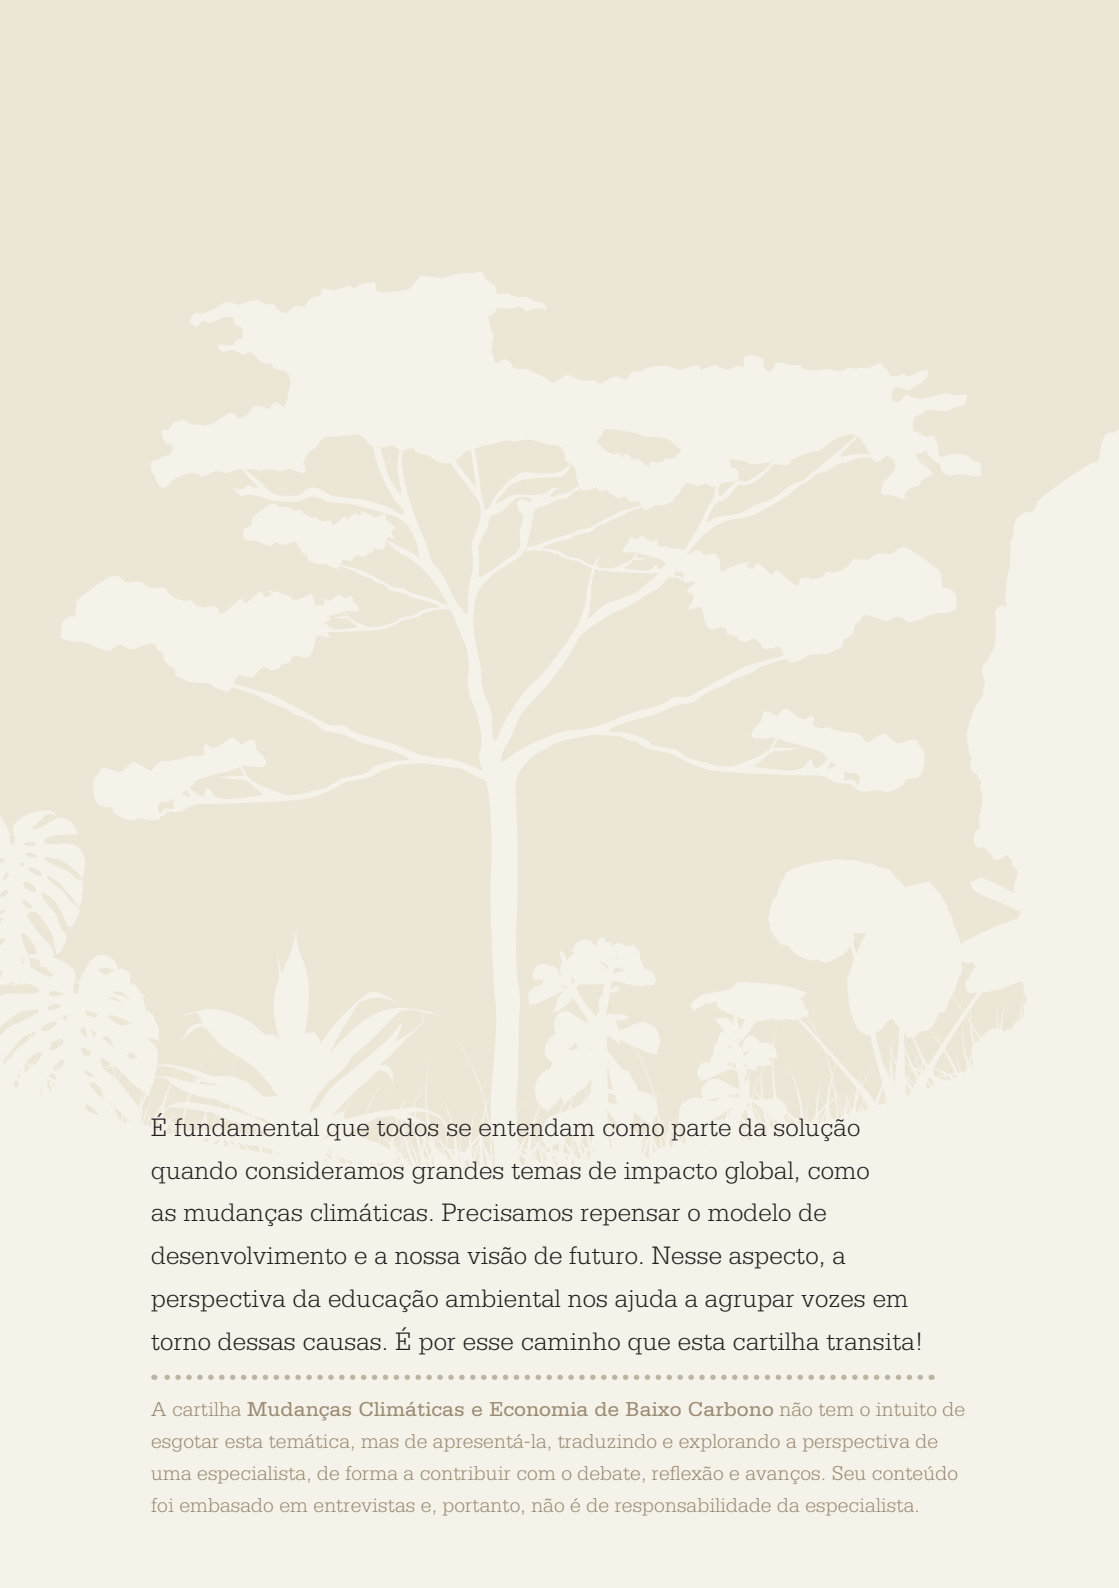 É fundamental que todos se entendam como parte da solução
quando consideramos grandes temas de impacto global, como
as mudanças climáticas. Precisamos repensar o modelo de
desenvolvimento e a nossa visão de futuro. Nesse aspecto, a
perspectiva da educação ambiental nos ajuda a agrupar vozes em
torno dessas causas. É por esse caminho que esta cartilha transita!
A cartilha Mudanças Climáticas e Economia de Baixo Carbono não tem o intuito de
esgotar esta temática, mas de apresentá-la, traduzindo e explorando a perspectiva de
uma especialista, de forma a contribuir com o debate, reflexão e avanços. Seu conteúdo
foi embasado em entrevistas e, portanto, não é de responsabilidade da especialista.